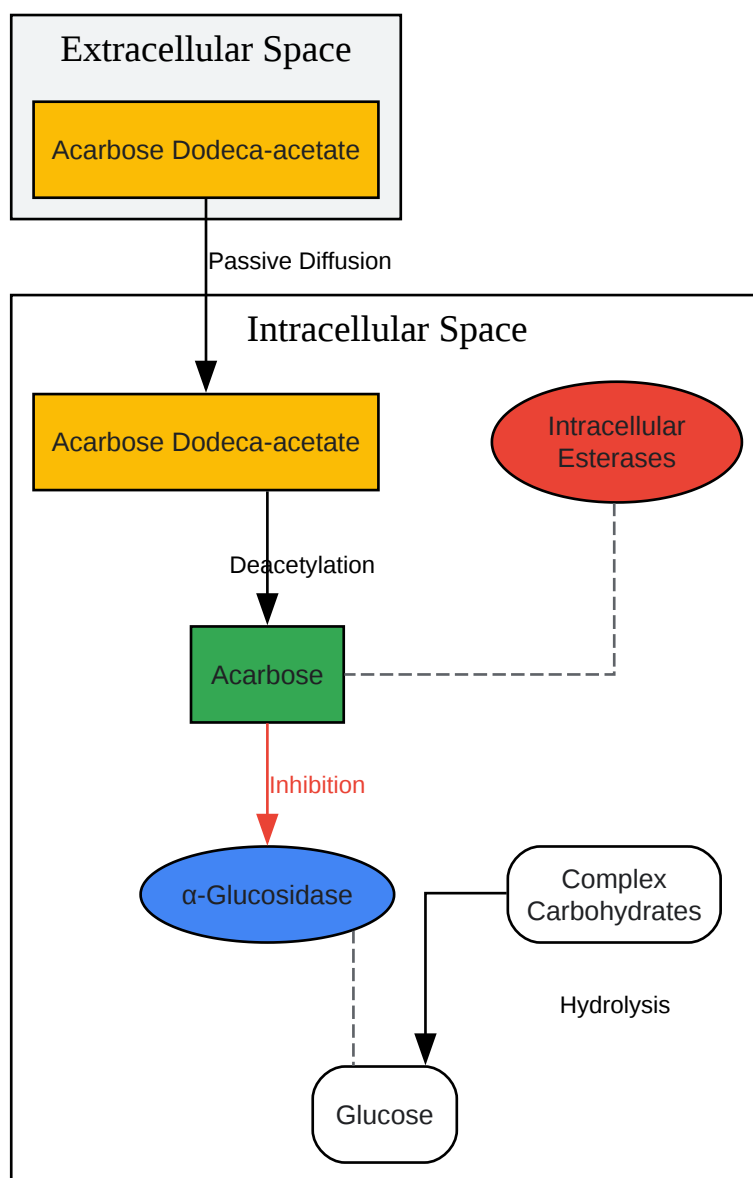 Extracellular Space
Acarbose Dodeca-acetate
Passive Diffusion
Intracellular Space
Acarbose Dodeca-acetate
Intracellular
Esterases
Deacetylation
Acarbose
Inhibition
α-Glucosidase
Complex
Carbohydrates
Hydrolysis
Glucose